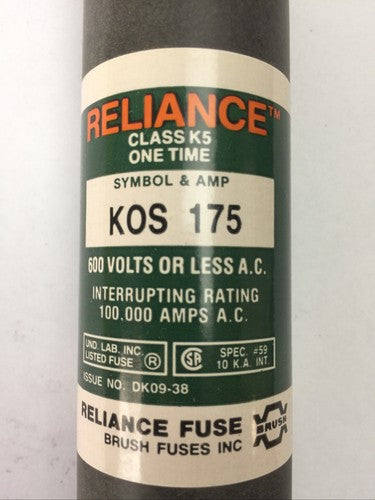 RELIANCE™
CLASS K5
ONE TIME
SYMBOL & AMP
KOS 175
600 VOLTS OR LESS A.C.
INTERRUPTING RATING
100,000 AMPS A.C.
UND. LAB. INC. LISTED FUSE ®
SA SPEC. #59 10 K.A. INT.
ISSUE NO. DK09-38
RELIANCE FUSE
BRUSH FUSES INC
BRUSH